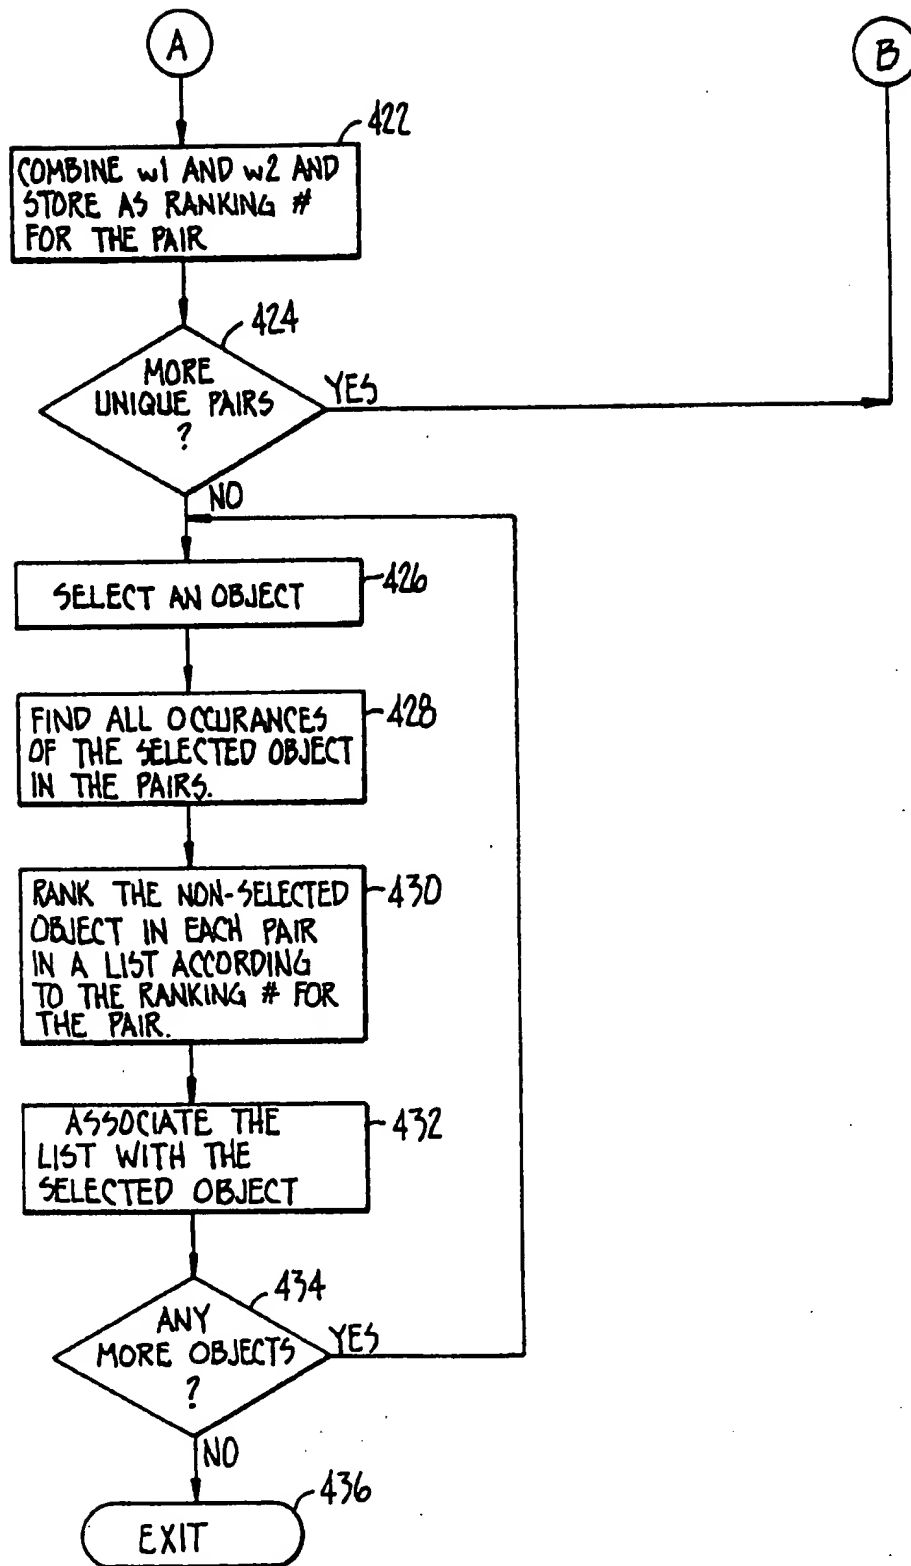 A
B
422
COMBINE w1 AND w2 AND
STORE AS RANKING #
FOR THE PAIR
424
MORE
UNIQUE PAIRS
?
YES
NO
SELECT AN OBJECT
426
FIND ALL OCCURANCES
OF THE SELECTED OBJECT
IN THE PAIRS.
428
RANK THE NON-SELECTED
OBJECT IN EACH PAIR
IN A LIST ACCORDING
TO THE RANKING # FOR
THE PAIR.
430
ASSOCIATE THE
LIST WITH THE
SELECTED OBJECT
432
434
ANY
MORE OBJECTS
?
YES
NO
436
EXIT